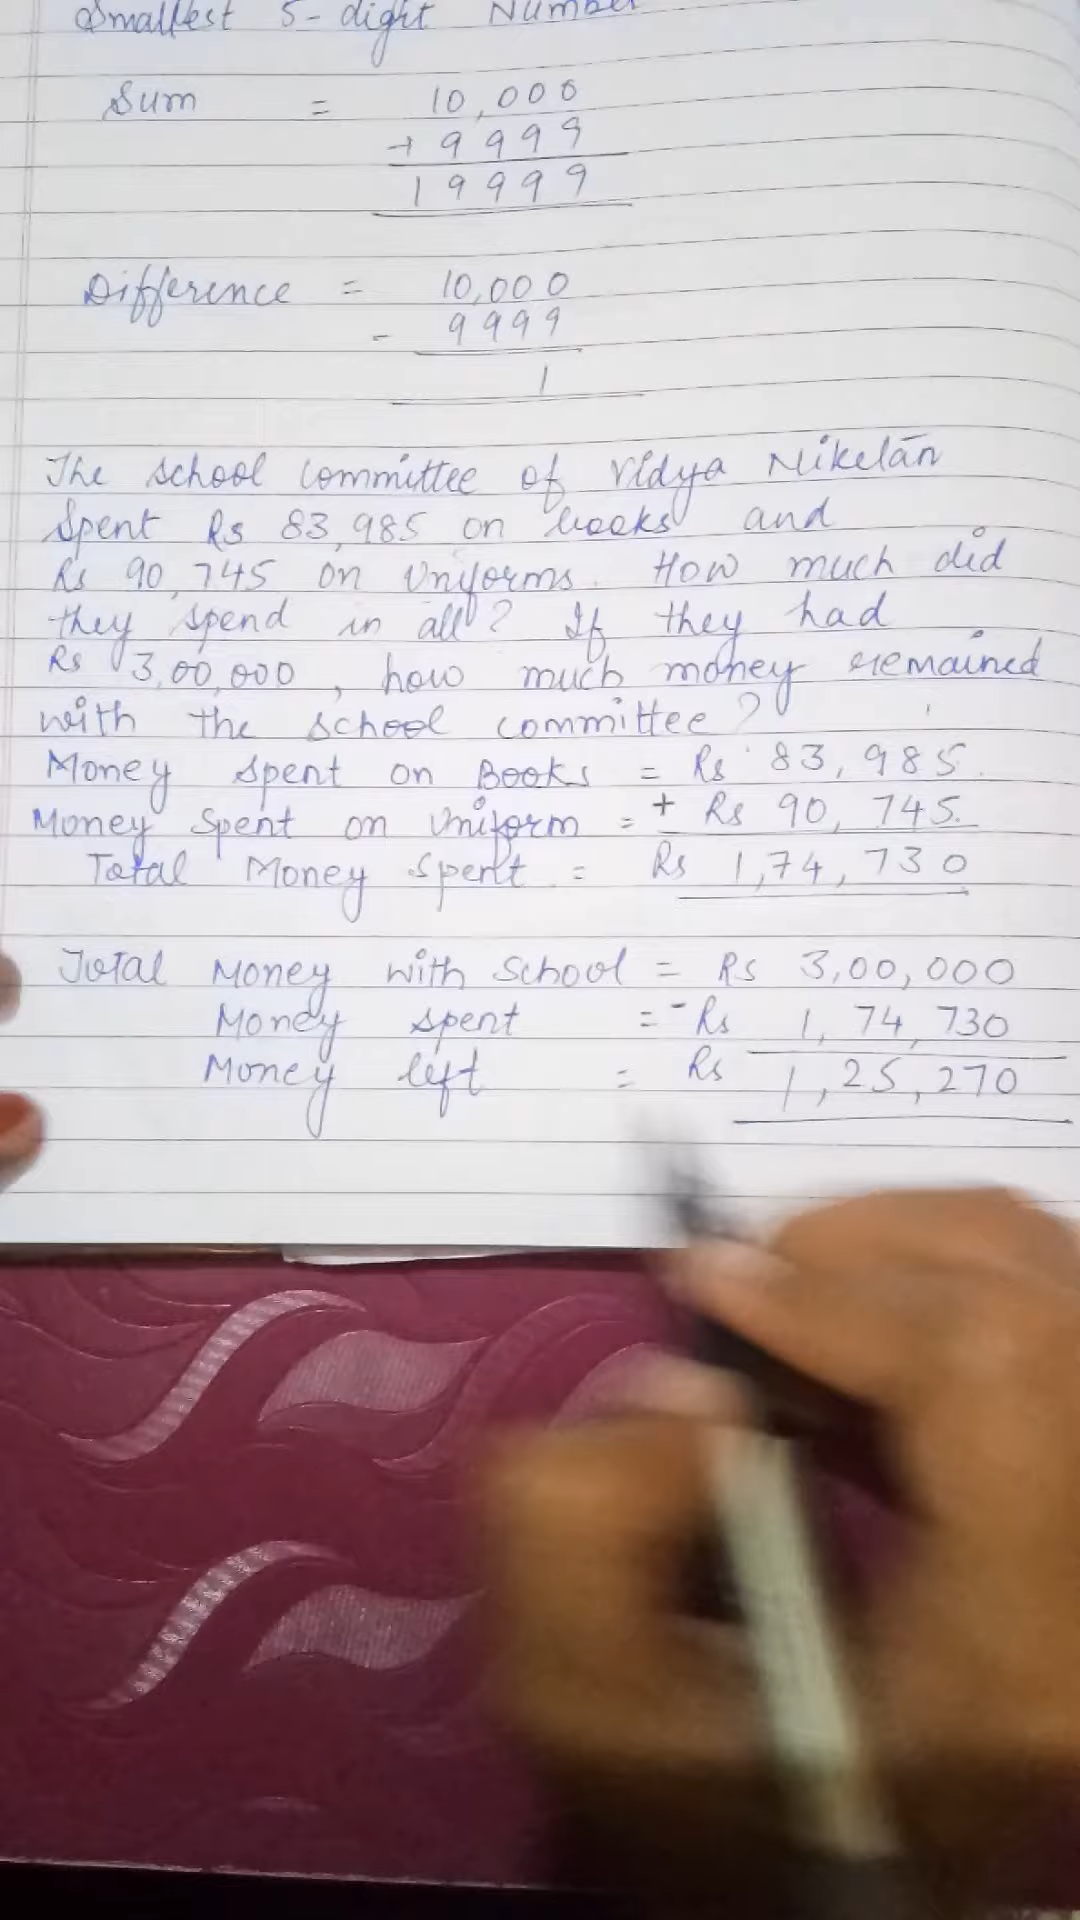 Smallest 5-digit Number
Sum = 10,000
+ 9999
19999
Difference = 10,000
- 9999
1
The school committee of Vidya Niketan
Spent Rs 83,985 on books and
Rs 90,745 on Uniforms. How much did
they spend in all? If they had
Rs 3,00,000, how much money remained
with the school committee?
Money Spent on Books = Rs 83,985.
Money Spent on Uniform = + Rs 90,745.
Total Money Spent = Rs 1,74,730
Total Money with School = Rs 3,00,000
Money spent = - Rs 1,74,730
Money left = Rs 1,25,270